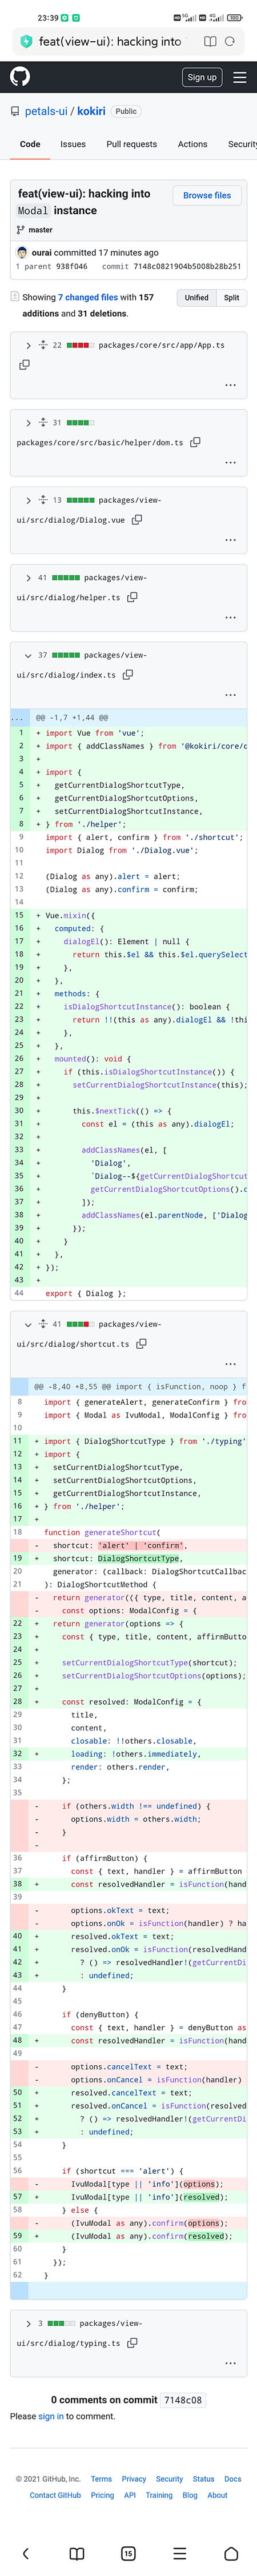 23:39
5G 4G 100
feat(view-ui): hacking into
Sign up
petals-ui / kokiri Public
Code Issues Pull requests Actions Security
feat(view-ui): hacking into
Modal instance
Browse files
master
ourai committed 17 minutes ago
1 parent 938f046 commit 7148c0821904b5008b28b251
Showing 7 changed files with 157
additions and 31 deletions.
Unified Split
22 packages/core/src/app/App.ts
...
31
packages/core/src/basic/helper/dom.ts
...
13 packages/view-
ui/src/dialog/Dialog.vue
...
41 packages/view-
ui/src/dialog/helper.ts
...
37 packages/view-
ui/src/dialog/index.ts
...
... @@ -1,7 +1,44 @@
1 + import Vue from 'vue';
2 + import { addClassNames } from '@kokiri/core/d
3 +
4 + import {
5 + getCurrentDialogShortcutType,
6 + getCurrentDialogShortcutOptions,
7 + setCurrentDialogShortcutInstance,
8 + } from './helper';
9 import { alert, confirm } from './shortcut';
10 import Dialog from './Dialog.vue';
11
12 (Dialog as any).alert = alert;
13 (Dialog as any).confirm = confirm;
14
15 + Vue.mixin({
16 + computed: {
17 + dialogEl(): Element | null {
18 + return this.$el && this.$el.querySelect
19 + },
20 + },
21 + methods: {
22 + isDialogShortcutInstance(): boolean {
23 + return !!(this as any).dialogEl && !thi
24 + },
25 + },
26 + mounted(): void {
27 + if (this.isDialogShortcutInstance()) {
28 + setCurrentDialogShortcutInstance(this);
29 +
30 + this.$nextTick(() => {
31 + const el = (this as any).dialogEl;
32 +
33 + addClassNames(el, [
34 + 'Dialog',
35 + `Dialog--${getCurrentDialogShortcut
36 + getCurrentDialogShortcutOptions().c
37 + ]);
38 + addClassNames(el.parentNode, ['Dialog
39 + });
40 + }
41 + },
42 + });
43 +
44 export { Dialog };
41 packages/view-
ui/src/dialog/shortcut.ts
...
@@ -8,40 +8,55 @@ import { isFunction, noop } f
8 import { generateAlert, generateConfirm } fro
9 import { Modal as IvuModal, ModalConfig } fro
10
11 + import { DialogShortcutType } from './typing'
12 + import {
13 + setCurrentDialogShortcutType,
14 + setCurrentDialogShortcutOptions,
15 + getCurrentDialogShortcutInstance,
16 + } from './helper';
17 +
18 function generateShortcut(
- shortcut: 'alert' | 'confirm',
19 + shortcut: DialogShortcutType,
20 generator: (callback: DialogShortcutCallbac
21 ): DialogShortcutMethod {
- return generator(({ type, title, content, a
- const options: ModalConfig = {
22 + return generator(options => {
23 + const { type, title, content, affirmButto
24 +
25 + setCurrentDialogShortcutType(shortcut);
26 + setCurrentDialogShortcutOptions(options);
27 +
28 + const resolved: ModalConfig = {
29 title,
30 content,
31 closable: !!others.closable,
32 + loading: !others.immediately,
33 render: others.render,
34 };
35
- if (others.width !== undefined) {
- options.width = others.width;
- }
-
36 if (affirmButton) {
37 const { text, handler } = affirmButton
38 + const resolvedHandler = isFunction(hand
39
- options.okText = text;
- options.onOk = isFunction(handler) ? ha
40 + resolved.okText = text;
41 + resolved.onOk = isFunction(resolvedHand
42 + ? () => resolvedHandler!(getCurrentDi
43 + : undefined;
44 }
45
46 if (denyButton) {
47 const { text, handler } = denyButton as
48 + const resolvedHandler = isFunction(hand
49
- options.cancelText = text;
- options.onCancel = isFunction(handler)
50 + resolved.cancelText = text;
51 + resolved.onCancel = isFunction(resolved
52 + ? () => resolvedHandler!(getCurrentDi
53 + : undefined;
54 }
55
56 if (shortcut === 'alert') {
- IvuModal[type || 'info'](options);
57 + IvuModal[type || 'info'](resolved);
58 } else {
- (IvuModal as any).confirm(options);
59 + (IvuModal as any).confirm(resolved);
60 }
61 });
62 }
3 packages/view-
ui/src/dialog/typing.ts
...
0 comments on commit 7148c08
Please sign in to comment.
© 2021 GitHub, Inc. Terms Privacy Security Status Docs
Contact GitHub Pricing API Training Blog About
15